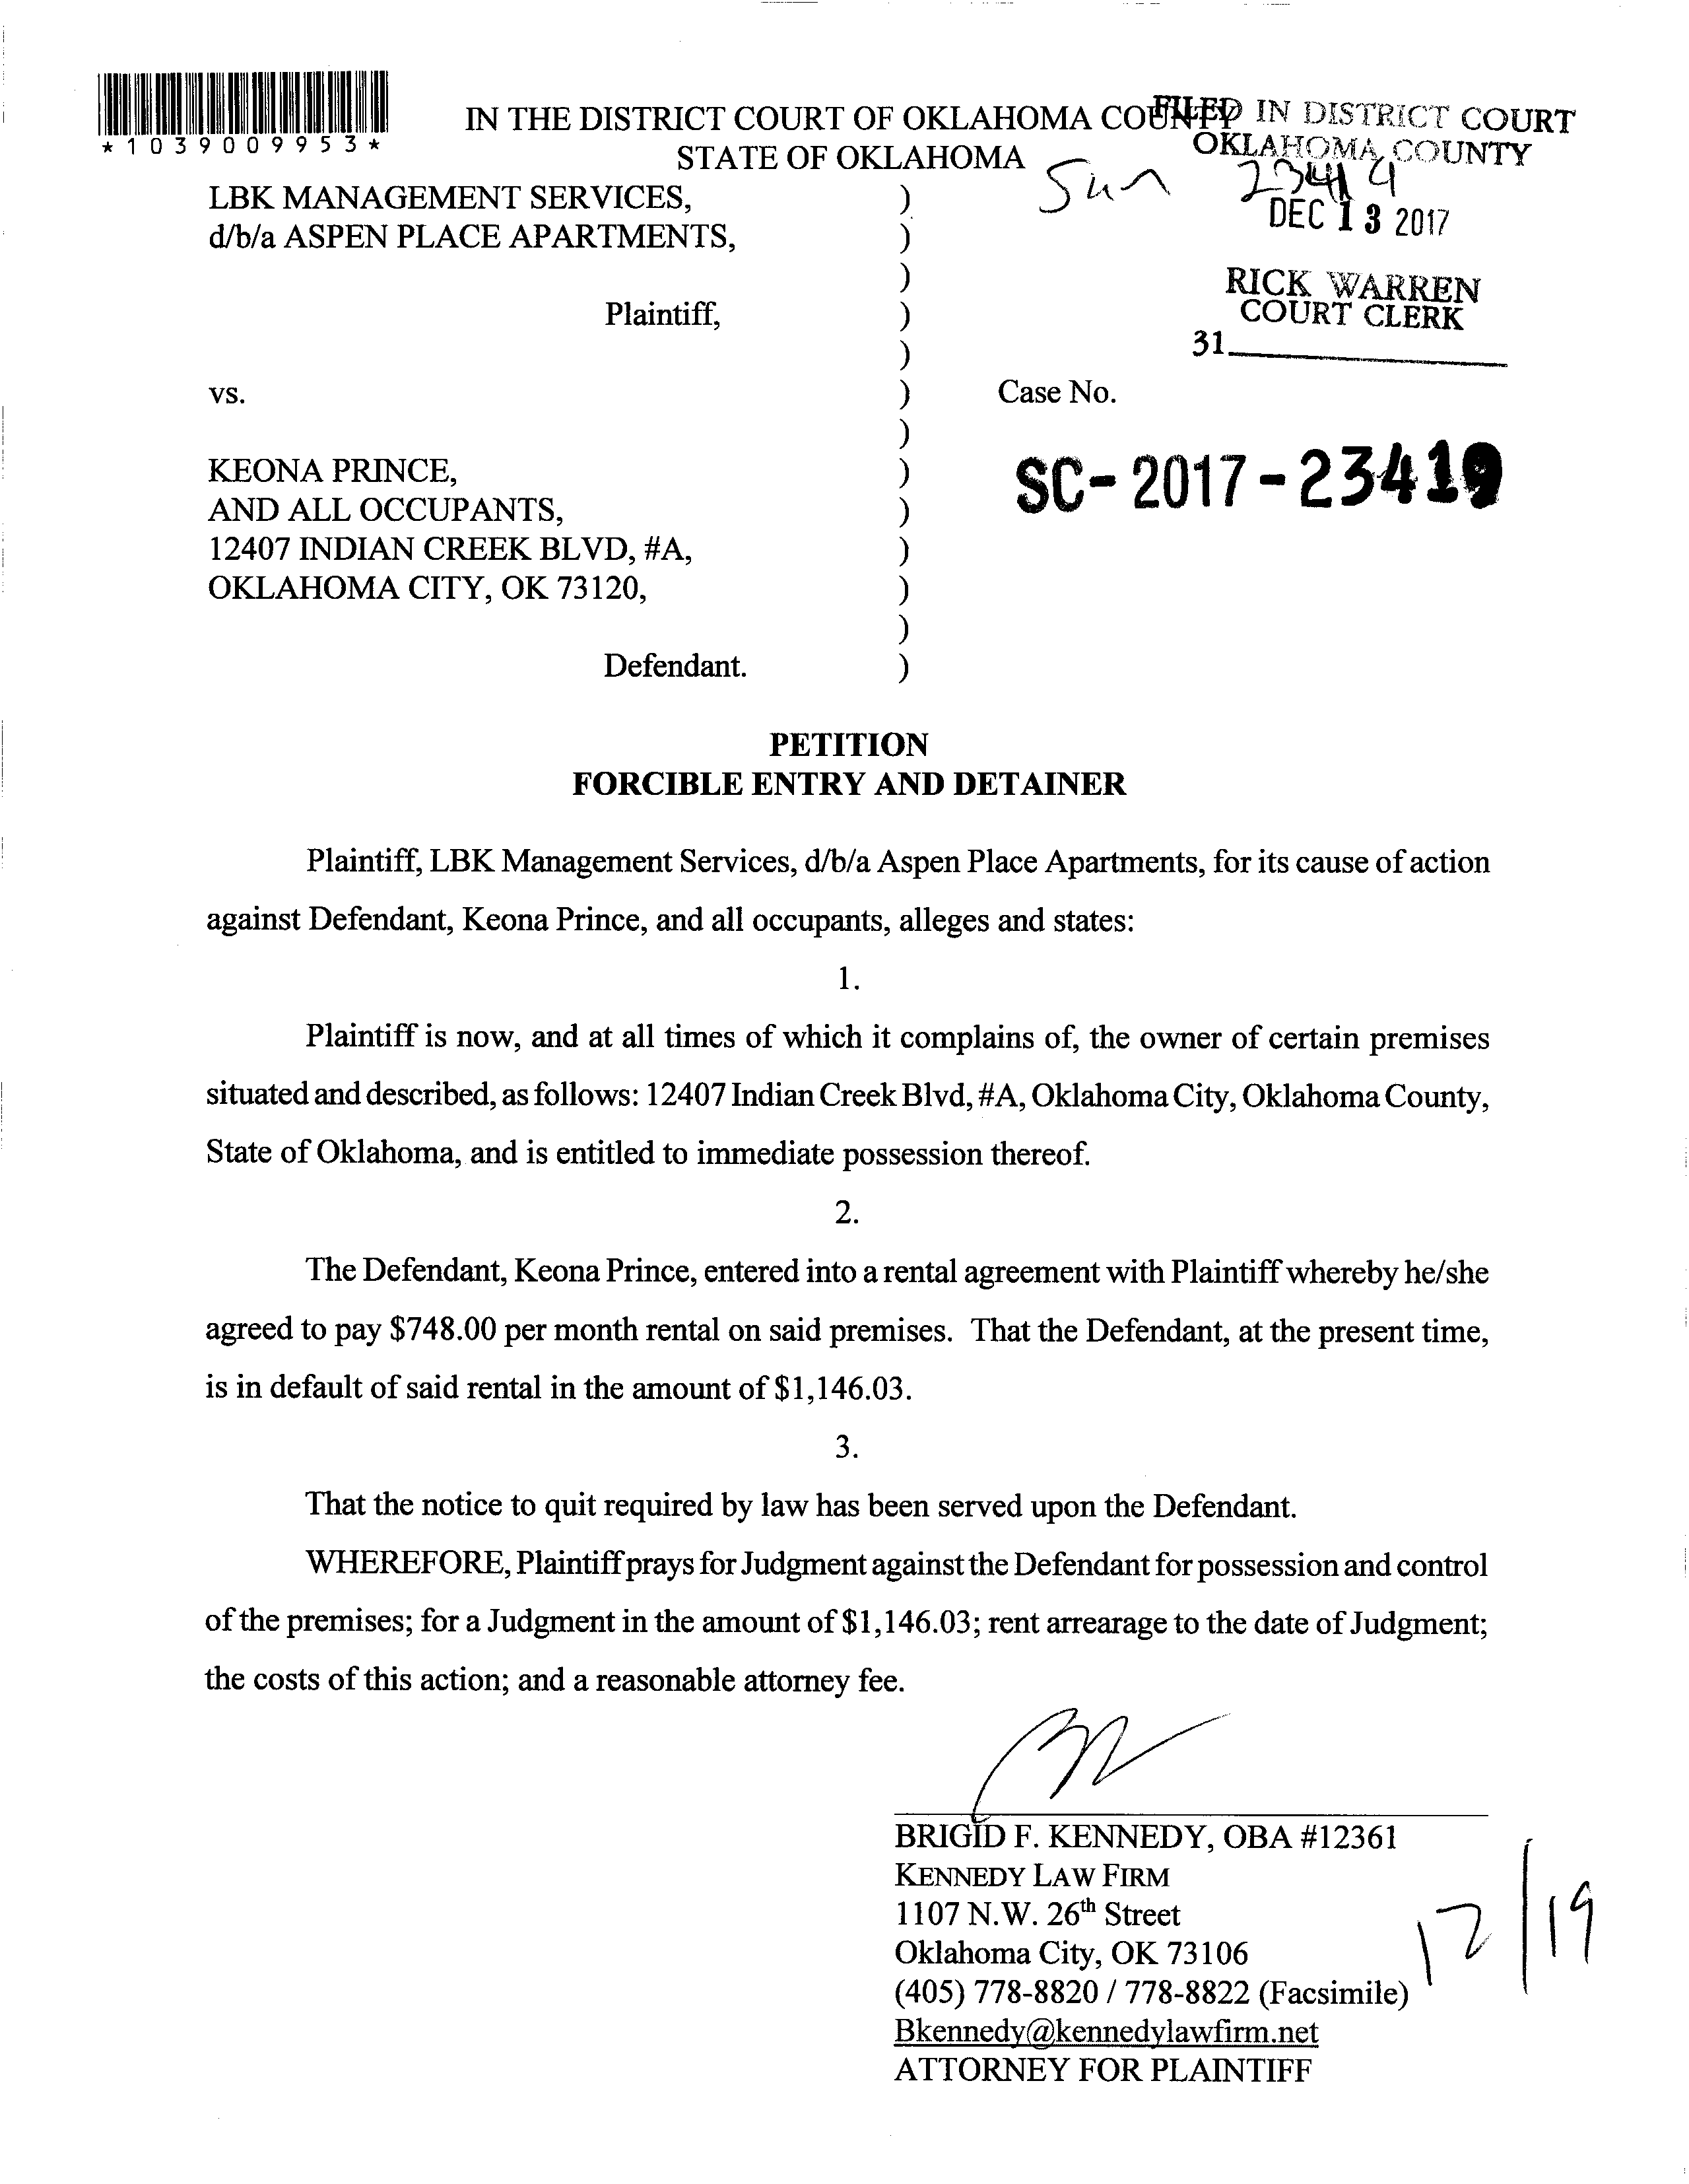 *1039009953*
IN THE DISTRICT COURT OF OKLAHOMA COUNTY
STATE OF OKLAHOMA
FILED IN DISTRICT COURT
OKLAHOMA COUNTY
DEC 13 2017
RICK WARREN
COURT CLERK
31
LBK MANAGEMENT SERVICES, )
d/b/a ASPEN PLACE APARTMENTS, )
)
Plaintiff, )
)
vs. ) Case No.
)
KEONA PRINCE, ) SC-2017-23419
AND ALL OCCUPANTS, )
12407 INDIAN CREEK BLVD, #A, )
OKLAHOMA CITY, OK 73120, )
)
Defendant. )
PETITION
FORCIBLE ENTRY AND DETAINER
Plaintiff, LBK Management Services, d/b/a Aspen Place Apartments, for its cause of action
against Defendant, Keona Prince, and all occupants, alleges and states:
1.
Plaintiff is now, and at all times of which it complains of, the owner of certain premises
situated and described, as follows: 12407 Indian Creek Blvd, #A, Oklahoma City, Oklahoma County,
State of Oklahoma, and is entitled to immediate possession thereof.
2.
The Defendant, Keona Prince, entered into a rental agreement with Plaintiff whereby he/she
agreed to pay $748.00 per month rental on said premises. That the Defendant, at the present time,
is in default of said rental in the amount of $1,146.03.
3.
That the notice to quit required by law has been served upon the Defendant.
WHEREFORE, Plaintiff prays for Judgment against the Defendant for possession and control
of the premises; for a Judgment in the amount of $1,146.03; rent arrearage to the date of Judgment;
the costs of this action; and a reasonable attorney fee.
BRIGID F. KENNEDY, OBA #12361
KENNEDY LAW FIRM
1107 N.W. 26th Street
Oklahoma City, OK 73106
12/19
(405) 778-8820 / 778-8822 (Facsimile)
Bkennedy@kennedylawfirm.net
ATTORNEY FOR PLAINTIFF